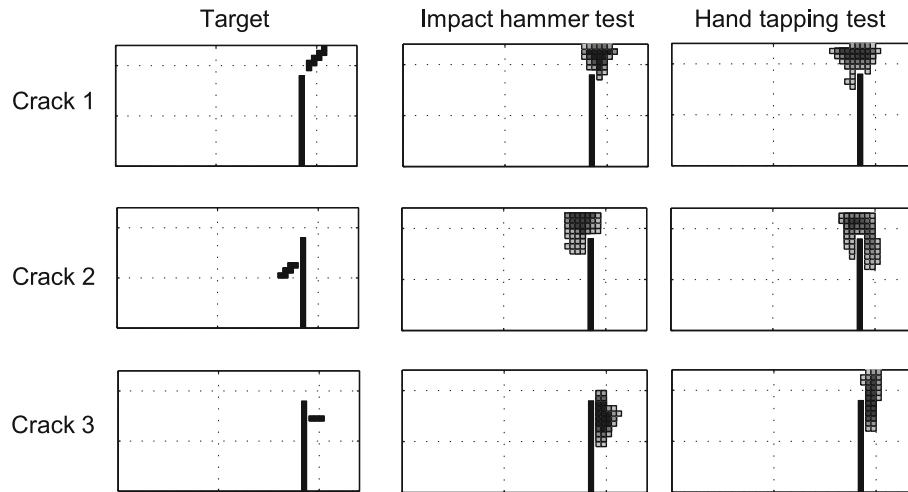 Target
Impact hammer test
Hand tapping test
Crack 1
Crack 2
Crack 3